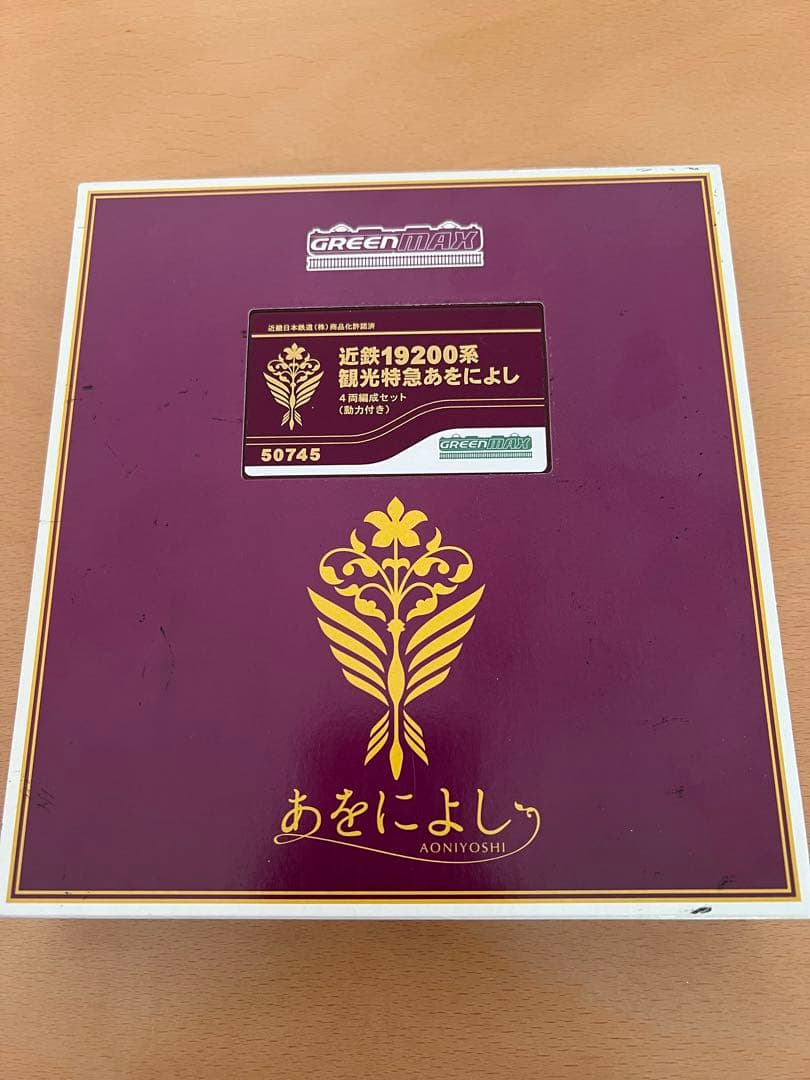 GREENMAX
近畿日本鉄道(株)商品化許諾済
近鉄19200系
観光特急あをによし
4両編成セット
(動力付き)
50745
GREENMAX
あをによし
AONIYOSHI